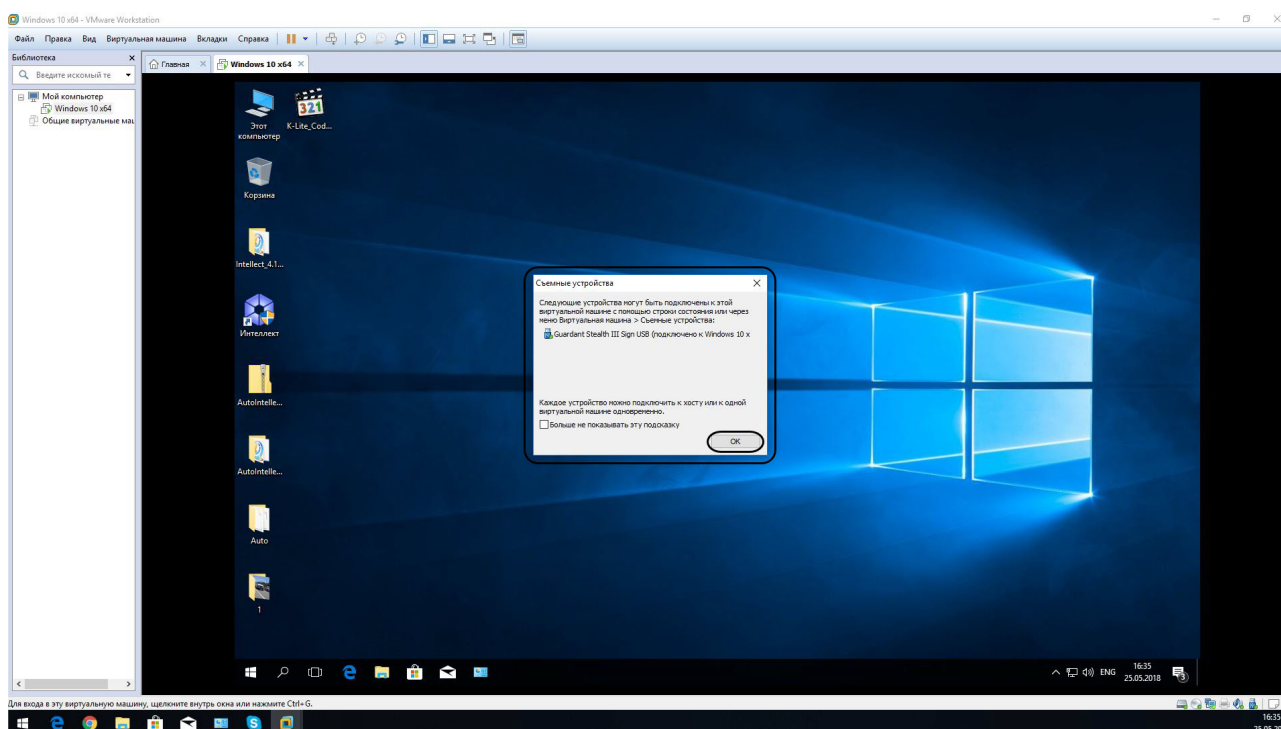 Windows 10 x64 - VMware Workstation
Файл Правка Вид Виртуальная машина Вкладки Справка
Библиотека
Введите искомый те
Мой компьютер
Windows 10 x64
Общие виртуальные маш
Главная
Windows 10 x64
Этот
компьютер
321
K-Lite_Cod...
Корзина
Intellect_4.1...
Интеллект
AutoIntelle...
AutoIntelle...
Auto
1
Съемные устройства
Следующие устройства могут быть подключены к этой
виртуальной машине с помощью строки состояния или через
меню Виртуальная машина > Съемные устройства:
Guardant Stealth III Sign USB (подключено к Windows 10 x
Каждое устройство можно подключить к хосту или к одной
виртуальной машине одновременно.
Больше не показывать эту подсказку
OK
ENG
16:35
25.05.2018
3
Для входа в эту виртуальную машину, щелкните внутрь окна или нажмите Ctrl+G.
16:35